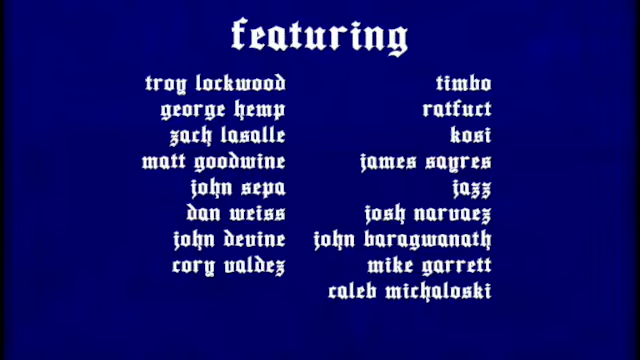 featuring
troy lockwood
george hemp
zach lasalle
matt goodwine
john sepa
dan weiss
john devine
cory valdez
timbo
ratfuct
kosi
james sayres
jazz
josh narvaez
john baragwanath
mike garrett
caleb michaloski